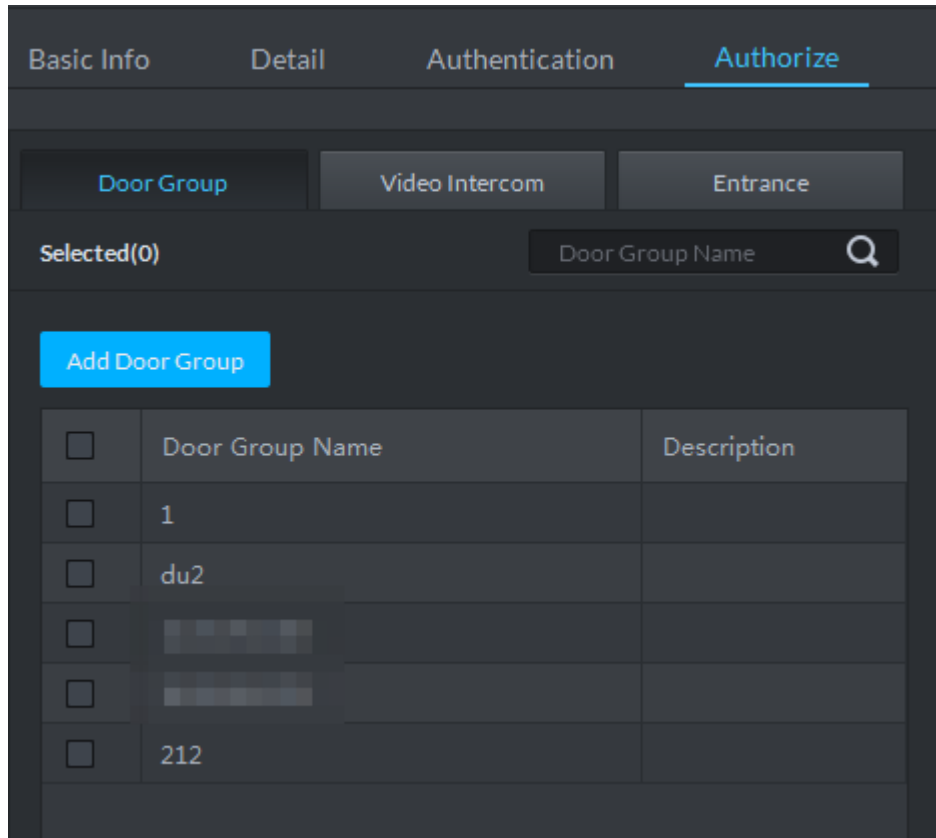 Basic Info Detail Authentication Authorize
Door Group Video Intercom Entrance
Selected(0) Door Group Name
Add Door Group
Door Group Name Description
1
du2
212